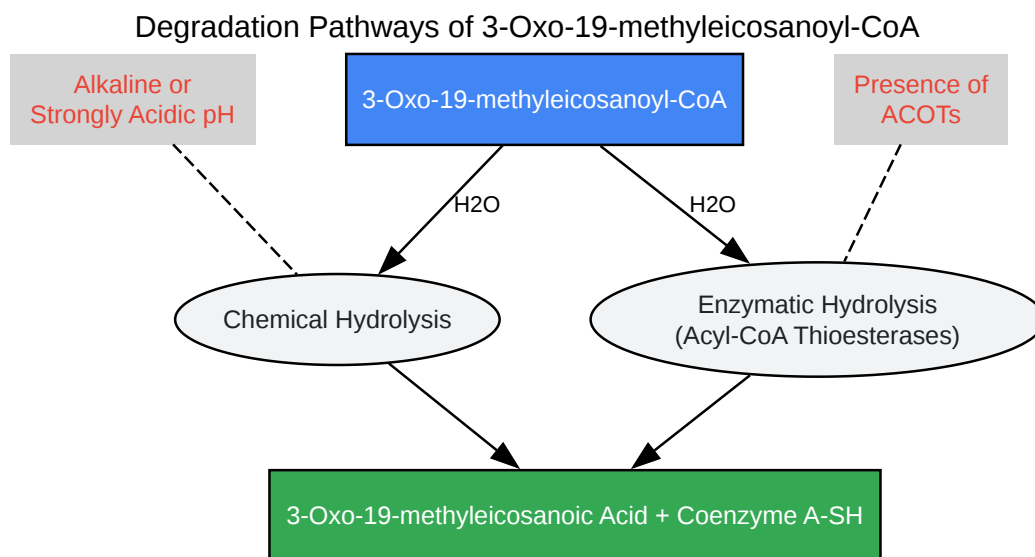 Degradation Pathways of 3-Oxo-19-methyleicosanoyl-CoA
Alkaline or
Strongly Acidic pH
3-Oxo-19-methyleicosanoyl-CoA
Presence of
ACOTs
H2O
H2O
Chemical Hydrolysis
Enzymatic Hydrolysis
(Acyl-CoA Thioesterases)
3-Oxo-19-methyleicosanoic Acid + Coenzyme A-SH